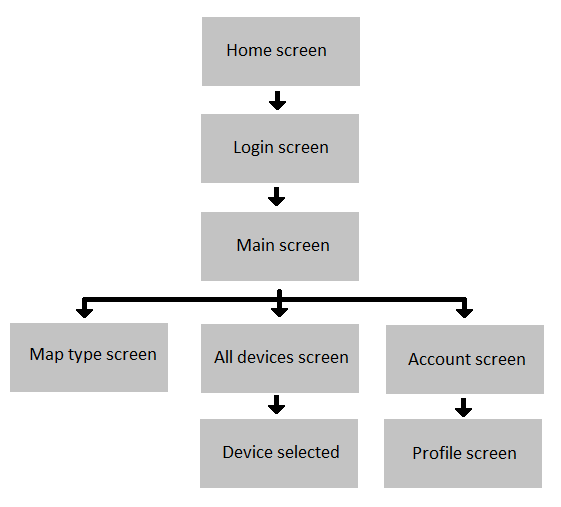 Home screen
Login screen
Main screen
Map type screen
All devices screen
Account screen
Device selected
Profile screen